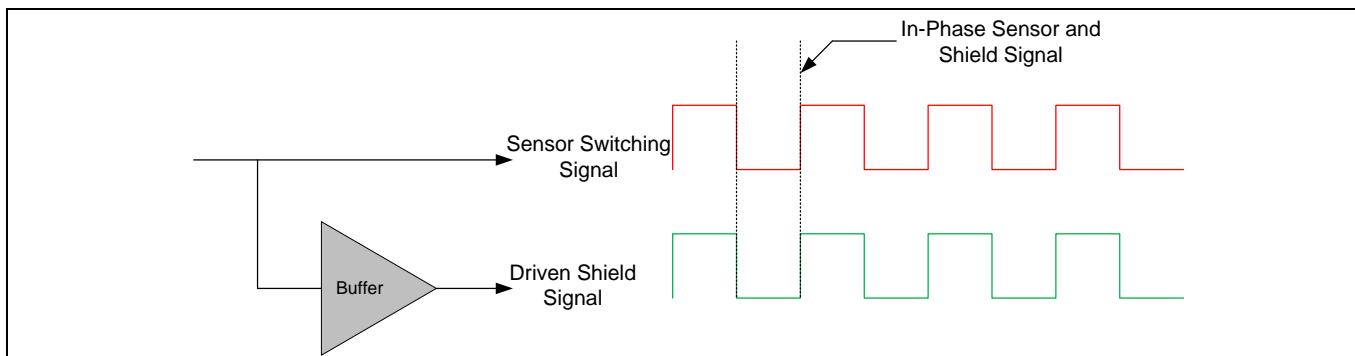 In-Phase Sensor and
Shield Signal
Sensor Switching
Signal
Driven Shield
Signal
Buffer